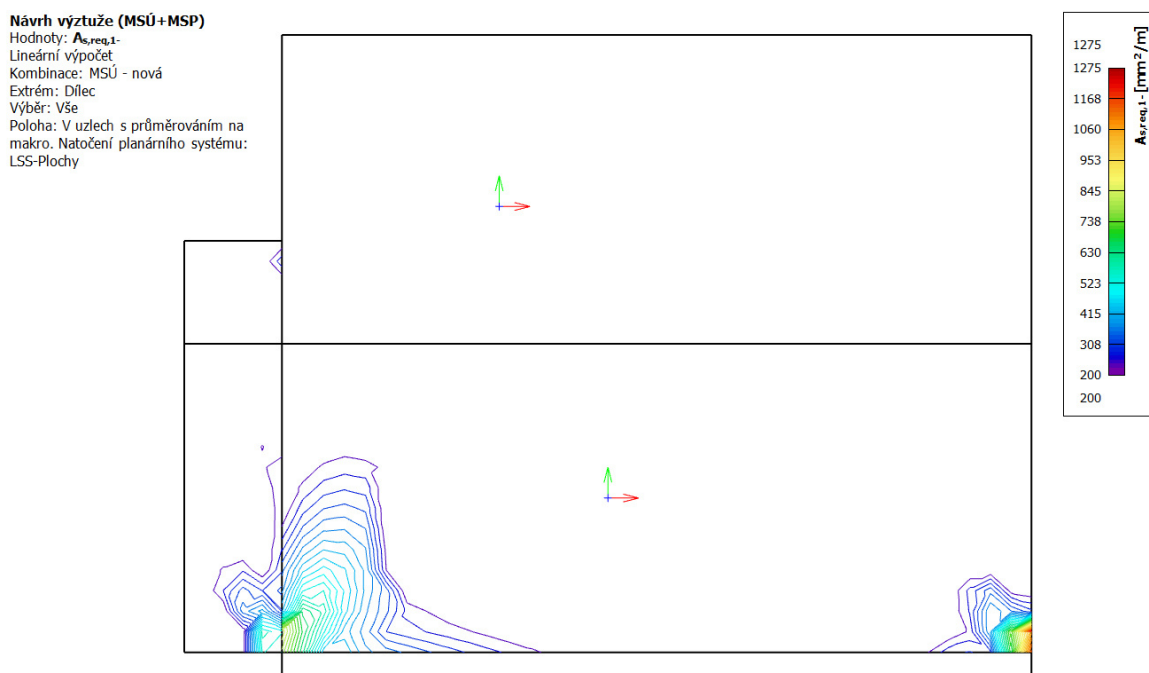 Návrh výztuže (MSÚ+MSP)
Hodnoty: As,req,1-
Lineární výpočet
Kombinace: MSÚ - nová
Extrém: Dílec
Výběr: Vše
Poloha: V uzlech s průměrováním na
makro. Natočení planárního systému:
LSS-Plochy
1275
1275
1168
1060
953
845
738
630
523
415
308
200
200
As,req,1- [mm²/m]